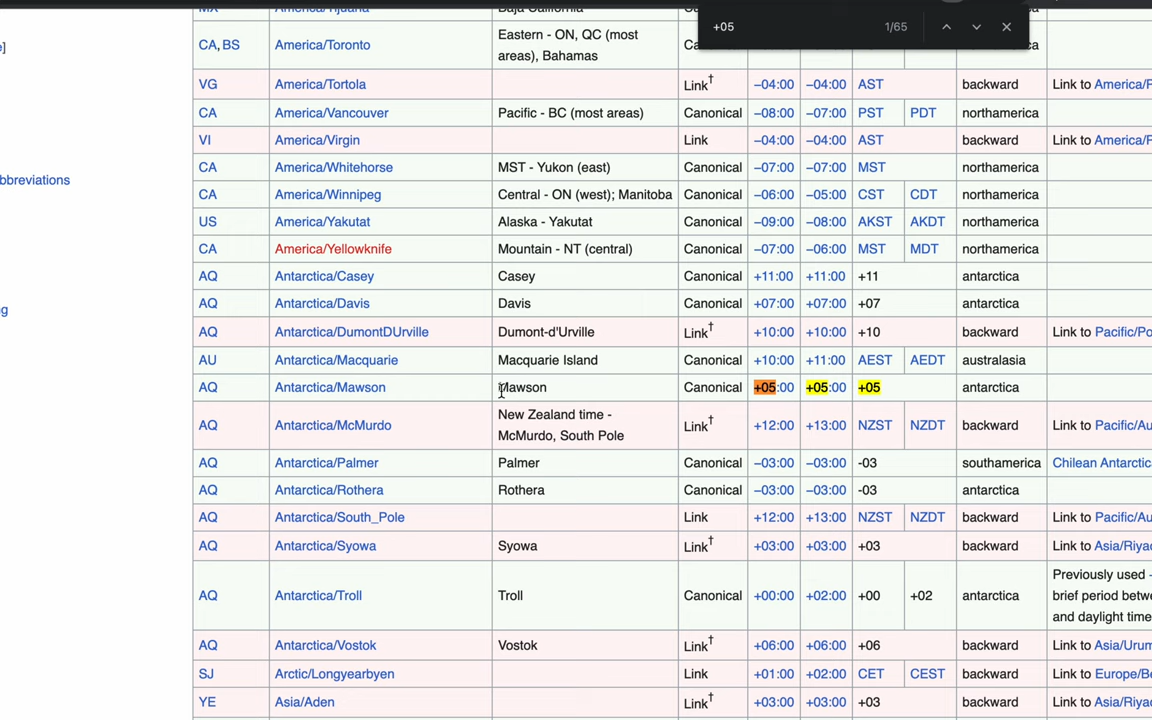 +05 1/65
e]
bbreviations
ng
MX America/Tijuana Baja California
CA, BS America/Toronto Eastern - ON, QC (most
areas), Bahamas
VG America/Tortola Link† −04:00 −04:00 AST backward Link to America/P
CA America/Vancouver Pacific - BC (most areas) Canonical −08:00 −07:00 PST PDT northamerica
VI America/Virgin Link −04:00 −04:00 AST backward Link to America/P
CA America/Whitehorse MST - Yukon (east) Canonical −07:00 −07:00 MST northamerica
CA America/Winnipeg Central - ON (west); Manitoba Canonical −06:00 −05:00 CST CDT northamerica
US America/Yakutat Alaska - Yakutat Canonical −09:00 −08:00 AKST AKDT northamerica
CA America/Yellowknife Mountain - NT (central) Canonical −07:00 −06:00 MST MDT northamerica
AQ Antarctica/Casey Casey Canonical +11:00 +11:00 +11 antarctica
AQ Antarctica/Davis Davis Canonical +07:00 +07:00 +07 antarctica
AQ Antarctica/DumontDUrville Dumont-d'Urville Link† +10:00 +10:00 +10 backward Link to Pacific/Po
AU Antarctica/Macquarie Macquarie Island Canonical +10:00 +11:00 AEST AEDT australasia
AQ Antarctica/Mawson Mawson Canonical +05:00 +05:00 +05 antarctica
AQ Antarctica/McMurdo New Zealand time -
McMurdo, South Pole Link† +12:00 +13:00 NZST NZDT backward Link to Pacific/Au
AQ Antarctica/Palmer Palmer Canonical −03:00 −03:00 -03 southamerica Chilean Antarctic
AQ Antarctica/Rothera Rothera Canonical −03:00 −03:00 -03 antarctica
AQ Antarctica/South_Pole Link +12:00 +13:00 NZST NZDT backward Link to Pacific/Au
AQ Antarctica/Syowa Syowa Link† +03:00 +03:00 +03 backward Link to Asia/Riya
AQ Antarctica/Troll Troll Canonical +00:00 +02:00 +00 +02 antarctica Previously used -
brief period betwe
and daylight time
AQ Antarctica/Vostok Vostok Link† +06:00 +06:00 +06 backward Link to Asia/Urum
SJ Arctic/Longyearbyen Link +01:00 +02:00 CET CEST backward Link to Europe/Be
YE Asia/Aden Link† +03:00 +03:00 +03 backward Link to Asia/Riya